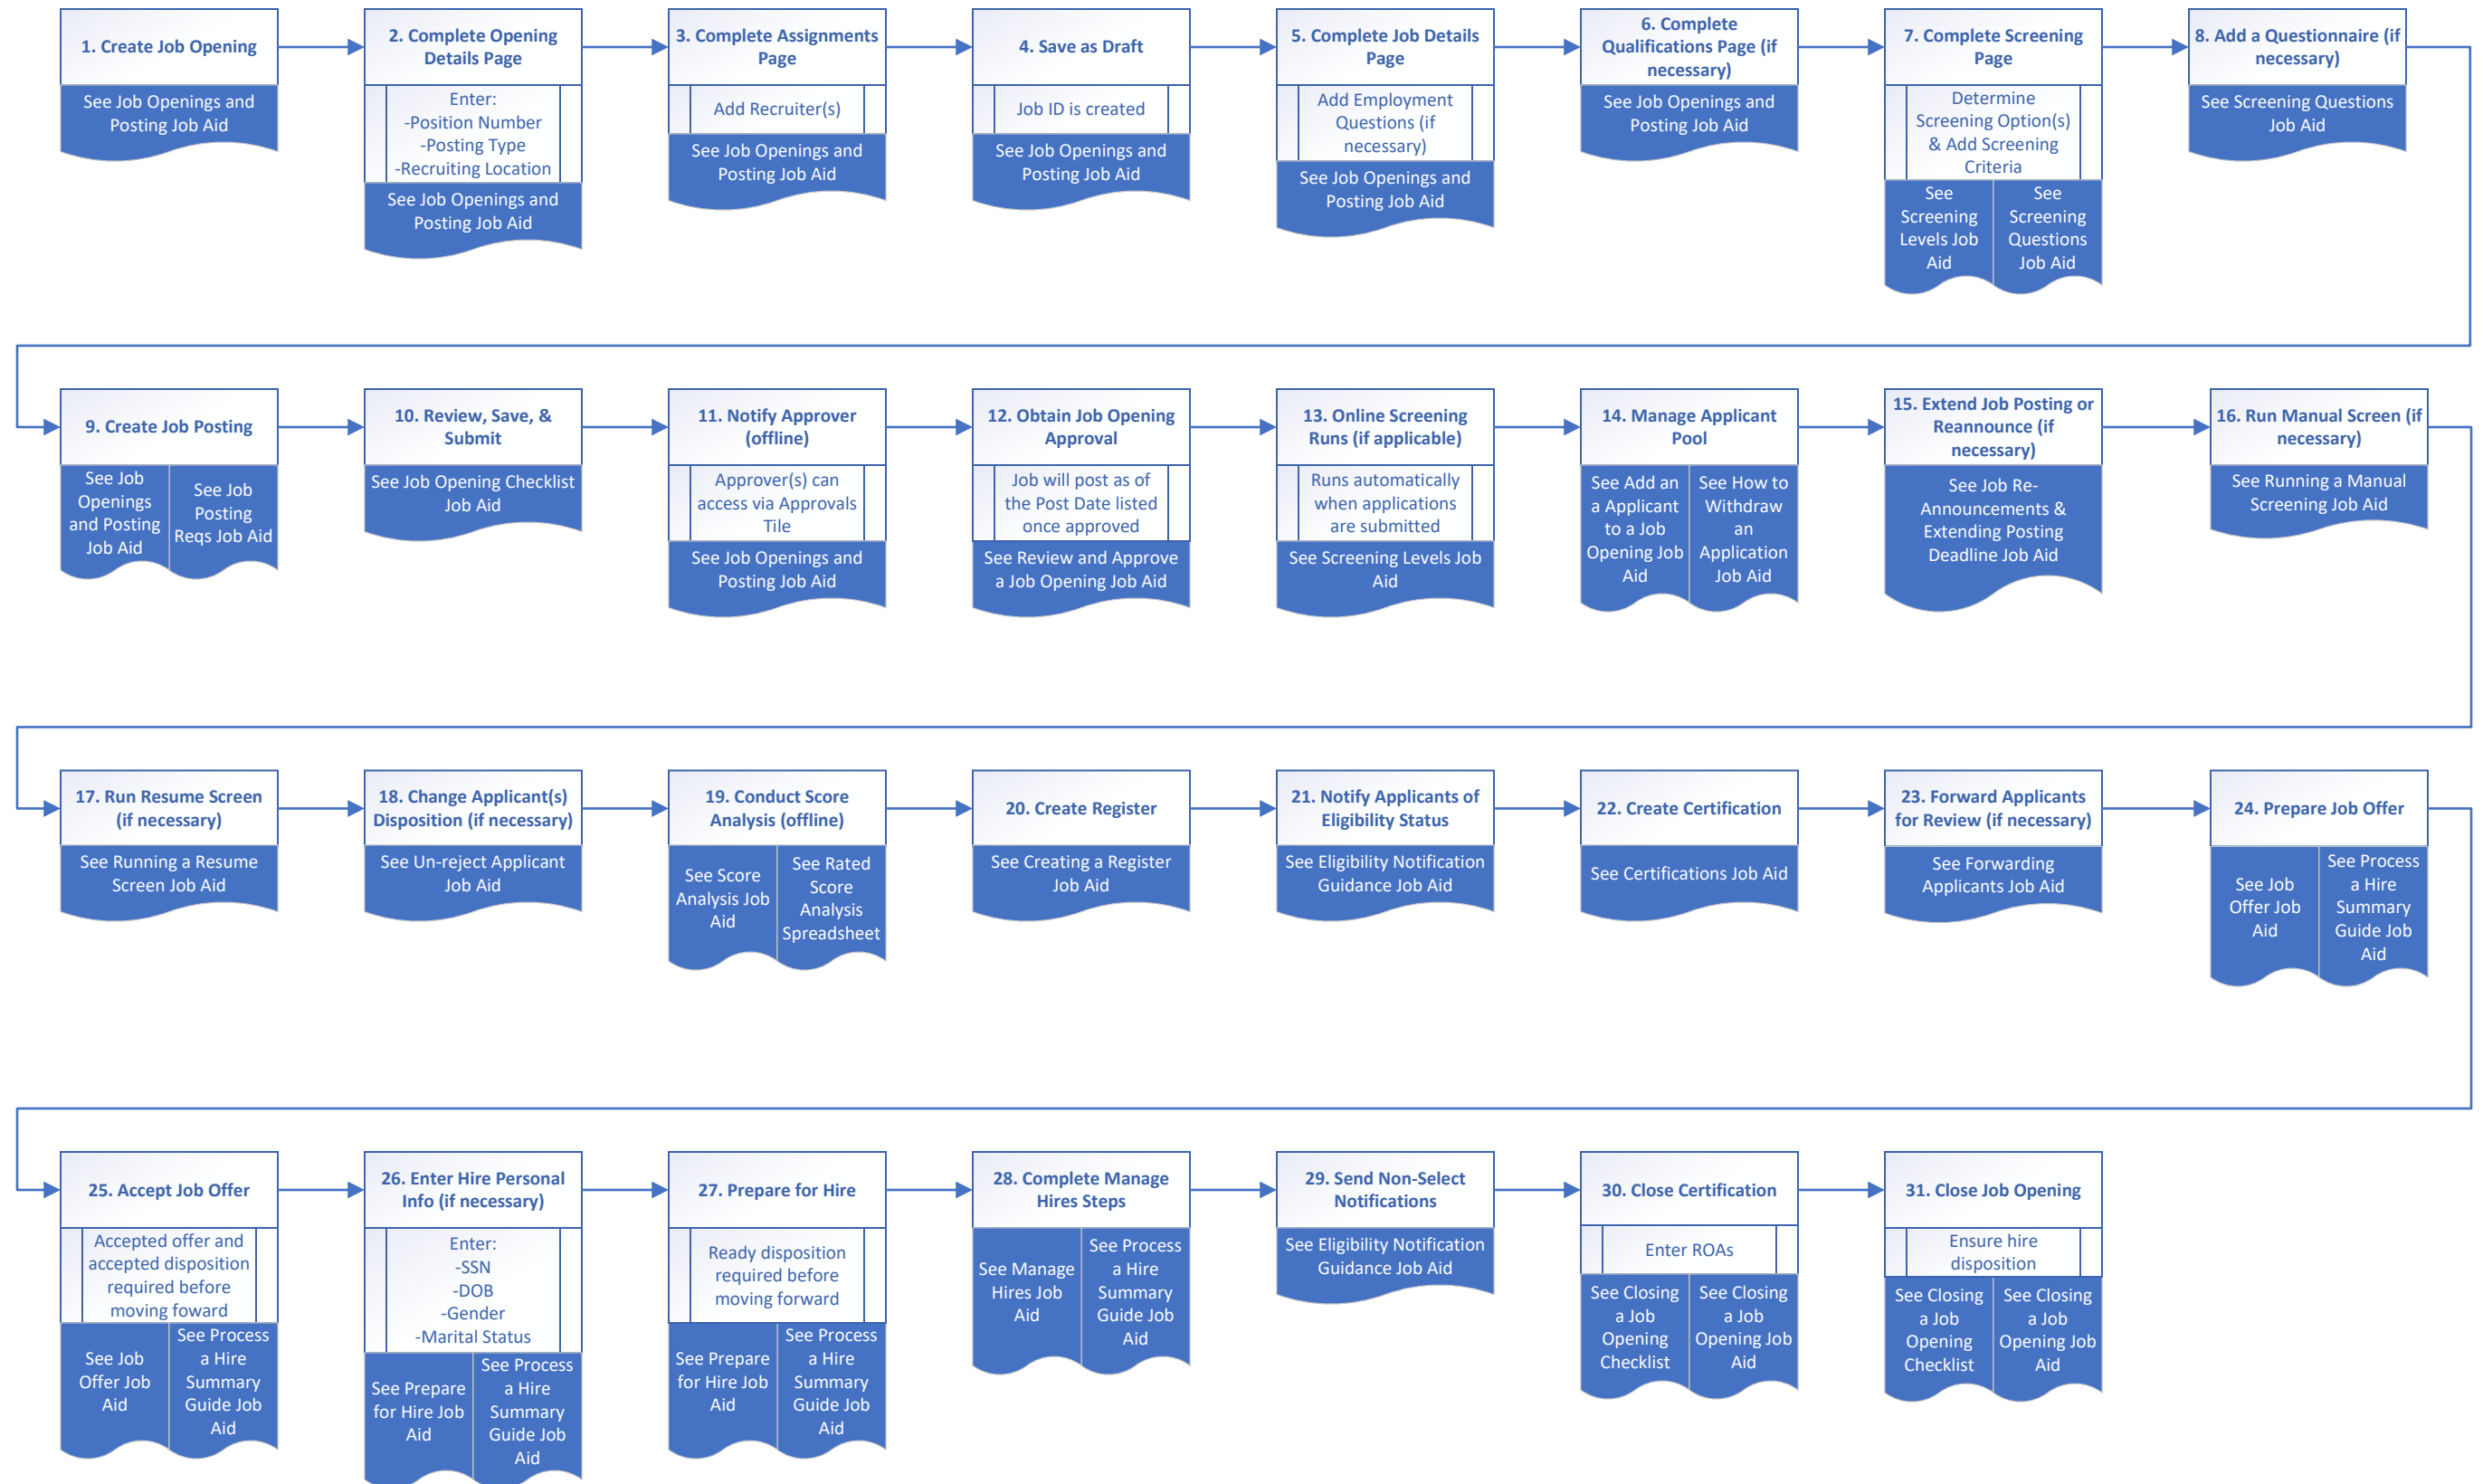 1. Create Job Opening
See Job Openings and
Posting Job Aid
2. Complete Opening
Details Page
Enter:
-Position Number
-Posting Type
-Recruiting Location
See Job Openings and
Posting Job Aid
3. Complete Assignments
Page
Add Recruiter(s)
See Job Openings and
Posting Job Aid
4. Save as Draft
Job ID is created
See Job Openings and
Posting Job Aid
5. Complete Job Details
Page
Add Employment
Questions (if
necessary)
See Job Openings and
Posting Job Aid
6. Complete
Qualifications Page (if
necessary)
See Job Openings and
Posting Job Aid
7. Complete Screening
Page
Determine
Screening Option(s)
& Add Screening
Criteria
See
Screening
Levels Job
Aid
See
Screening
Questions
Job Aid
8. Add a Questionnaire (if
necessary)
See Screening Questions
Job Aid
9. Create Job Posting
See Job
Openings
and Posting
Job Aid
See Job
Posting
Reqs Job Aid
10. Review, Save, &
Submit
See Job Opening Checklist
Job Aid
11. Notify Approver
(offline)
Approver(s) can
access via Approvals
Tile
See Job Openings and
Posting Job Aid
12. Obtain Job Opening
Approval
Job will post as of
the Post Date listed
once approved
See Review and Approve
a Job Opening Job Aid
13. Online Screening
Runs (if applicable)
Runs automatically
when applications
are submitted
See Screening Levels Job
Aid
14. Manage Applicant
Pool
See Add an
a Applicant
to a Job
Opening Job
Aid
See How to
Withdraw
an
Application
Job Aid
15. Extend Job Posting or
Reannounce (if
necessary)
See Job Re-
Announcements &
Extending Posting
Deadline Job Aid
16. Run Manual Screen (if
necessary)
See Running a Manual
Screening Job Aid
17. Run Resume Screen
(if necessary)
See Running a Resume
Screen Job Aid
18. Change Applicant(s)
Disposition (if necessary)
See Un-reject Applicant
Job Aid
19. Conduct Score
Analysis (offline)
See Score
Analysis Job
Aid
See Rated
Score
Analysis
Spreadsheet
20. Create Register
See Creating a Register
Job Aid
21. Notify Applicants of
Eligibility Status
See Eligibility Notification
Guidance Job Aid
22. Create Certification
See Certifications Job Aid
23. Forward Applicants
for Review (if necessary)
See Forwarding
Applicants Job Aid
24. Prepare Job Offer
See Job
Offer Job
Aid
See Process
a Hire
Summary
Guide Job
Aid
25. Accept Job Offer
Accepted offer and
accepted disposition
required before
moving foward
See Job
Offer Job
Aid
See Process
a Hire
Summary
Guide Job
Aid
26. Enter Hire Personal
Info (if necessary)
Enter:
-SSN
-DOB
-Gender
-Marital Status
See Prepare
for Hire Job
Aid
See Process
a Hire
Summary
Guide Job
Aid
27. Prepare for Hire
Ready disposition
required before
moving forward
See Prepare
for Hire Job
Aid
See Process
a Hire
Summary
Guide Job
Aid
28. Complete Manage
Hires Steps
See Manage
Hires Job
Aid
See Process
a Hire
Summary
Guide Job
Aid
29. Send Non-Select
Notifications
See Eligibility Notification
Guidance Job Aid
30. Close Certification
Enter ROAs
See Closing
a Job
Opening
Checklist
See Closing
a Job
Opening Job
Aid
31. Close Job Opening
Ensure hire
disposition
See Closing
a Job
Opening
Checklist
See Closing
a Job
Opening Job
Aid